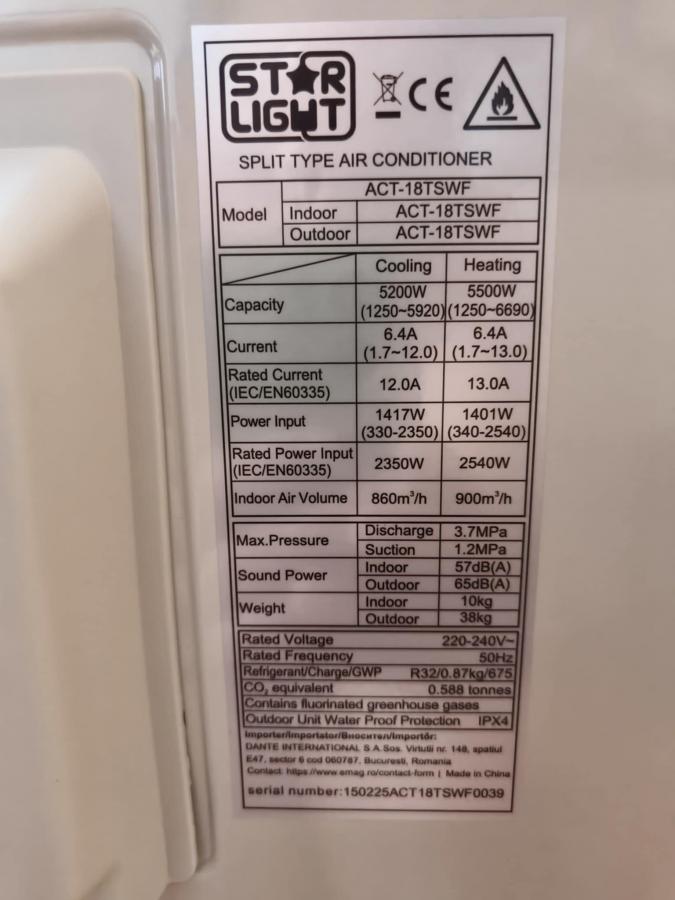 STAR
LIGHT
CE
SPLIT TYPE AIR CONDITIONER
Model ACT-18TSWF
Indoor ACT-18TSWF
Outdoor ACT-18TSWF
Cooling Heating
Capacity 5200W (1250~5920) 5500W (1250~6690)
Current 6.4A (1.7~12.0) 6.4A (1.7~13.0)
Rated Current (IEC/EN60335) 12.0A 13.0A
Power Input 1417W (330-2350) 1401W (340-2540)
Rated Power Input (IEC/EN60335) 2350W 2540W
Indoor Air Volume 860m³/h 900m³/h
Max.Pressure Discharge 3.7MPa
Suction 1.2MPa
Sound Power Indoor 57dB(A)
Outdoor 65dB(A)
Weight Indoor 10kg
Outdoor 38kg
Rated Voltage 220-240V~
Rated Frequency 50Hz
Refrigerant/Charge/GWP R32/0.87kg/675
CO₂ equivalent 0.588 tonnes
Contains fluorinated greenhouse gases
Outdoor Unit Water Proof Protection IPX4
Importer/Importator/Вносител/Importőr:
DANTE INTERNATIONAL S.A.Sos. Virtutii nr. 148, spatiul
E47, sector 6 cod 060787, Bucuresti, Romania
Contact: https://www.emag.ro/contact-form | Made in China
serial number:150225ACT18TSWF0039